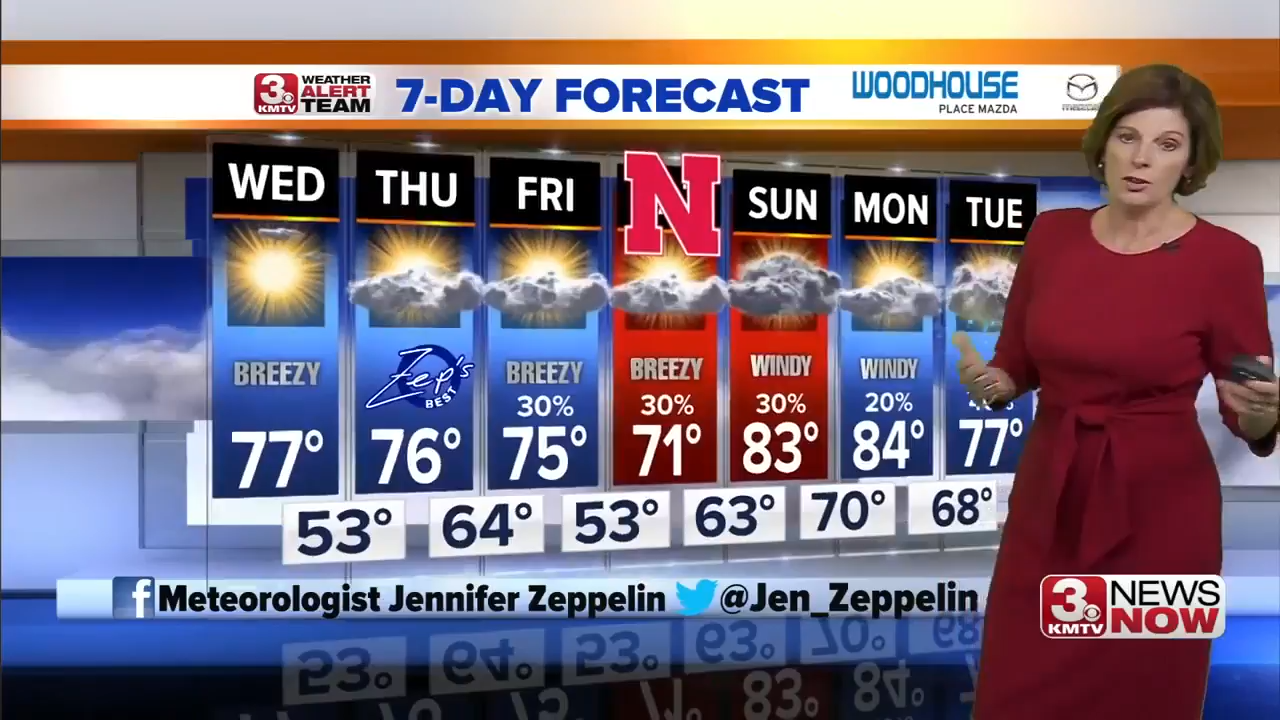 3 KMTV
WEATHER
ALERT
TEAM
7-DAY FORECAST
WOODHOUSE
PLACE MAZDA
WED THU FRI N SUN MON TUE
BREEZY Zep's BEST BREEZY BREEZY WINDY WINDY
30% 30% 30% 20%
77° 76° 75° 71° 83° 84° 77°
53° 64° 53° 63° 70° 68°
f Meteorologist Jennifer Zeppelin @Jen_Zeppelin
3 KMTV NEWS
NOW